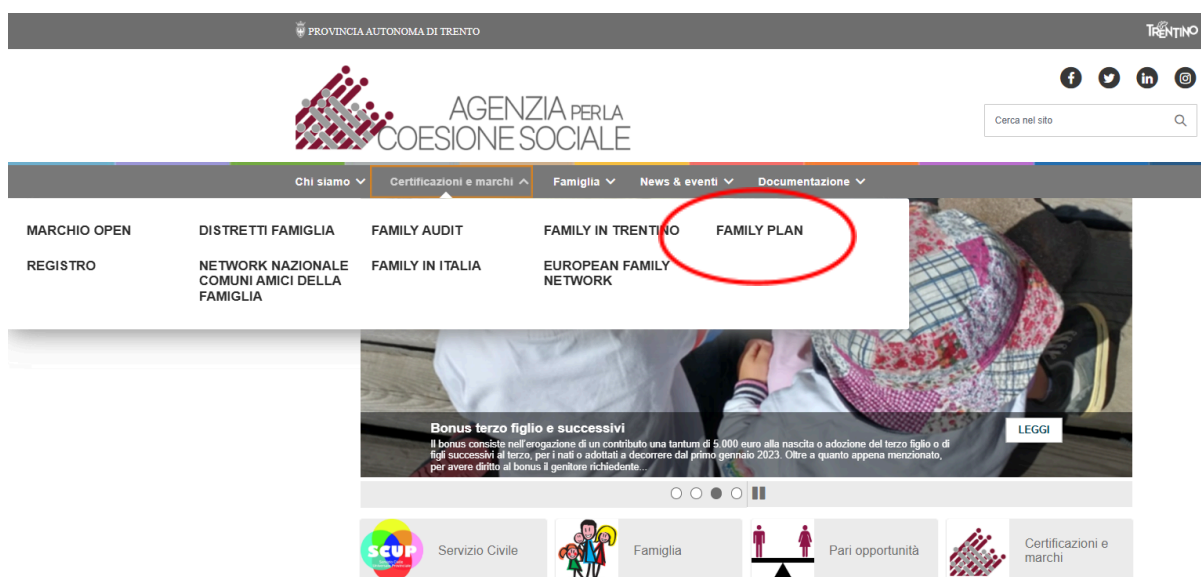 PROVINCIA AUTONOMA DI TRENTO
TRENTINO
AGENZIA PER LA
COESIONE SOCIALE
Cerca nel sito
Chi siamo Certificazioni e marchi Famiglia News & eventi Documentazione
MARCHIO OPEN DISTRETTI FAMIGLIA FAMILY AUDIT FAMILY IN TRENTINO FAMILY PLAN
REGISTRO NETWORK NAZIONALE FAMILY IN ITALIA EUROPEAN FAMILY
COMUNI AMICI DELLA NETWORK
FAMIGLIA
Bonus terzo figlio e successivi
LEGGI
Il bonus consiste nell'erogazione di un contributo una tantum di 5.000 euro alla nascita o adozione del terzo figlio o di
figli successivi al terzo, per i nati o adottati a decorrere dal primo gennaio 2023. Oltre a quanto appena menzionato,
per avere diritto al bonus il genitore richiedente...
SCUP Servizio Civile Famiglia Pari opportunità Certificazioni e
marchi